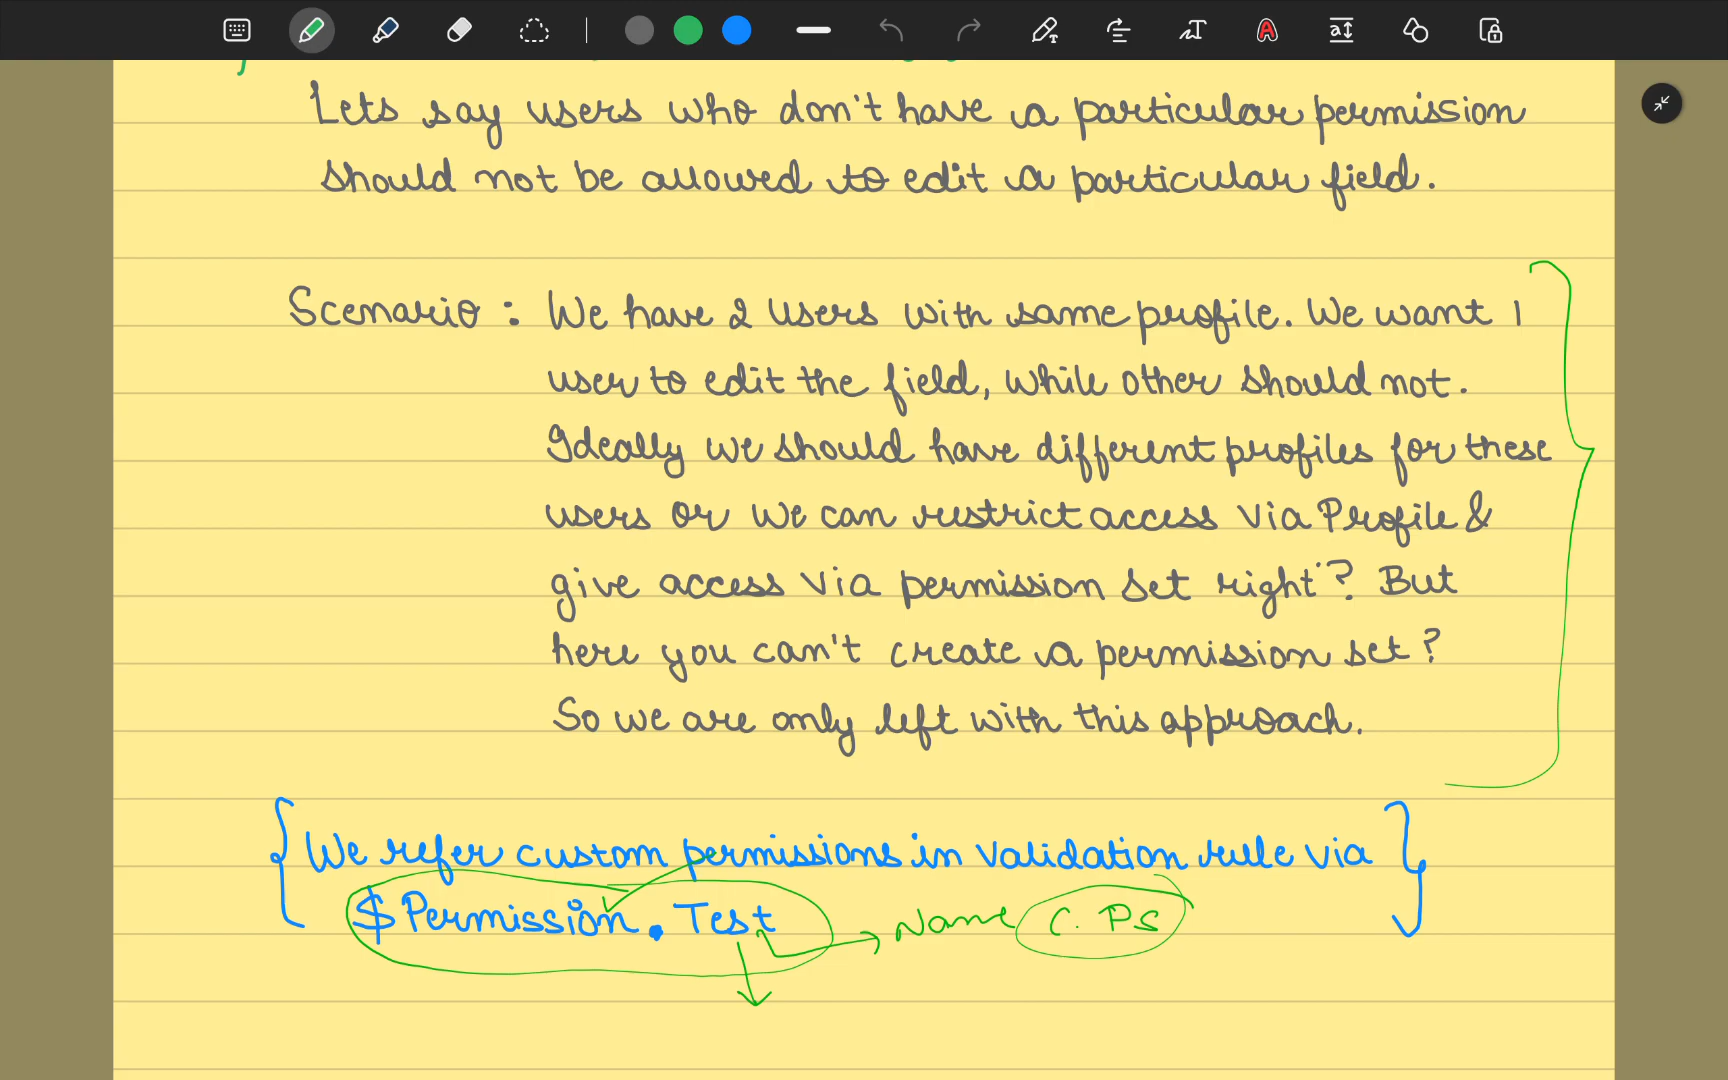 Lets say users who don't have a particular permission
should not be allowed to edit a particular field.
Scenario : We have 2 Users with same profile. We want 1
user to edit the field, while other should not.
Ideally we should have different profiles for these
users or we can restrict access via Profile &
give access via permission set right? But
here you can't create a permission set?
So we are only left with this approach.
We refer custom permissions in validation rule via
$Permission.Test Name C. PS